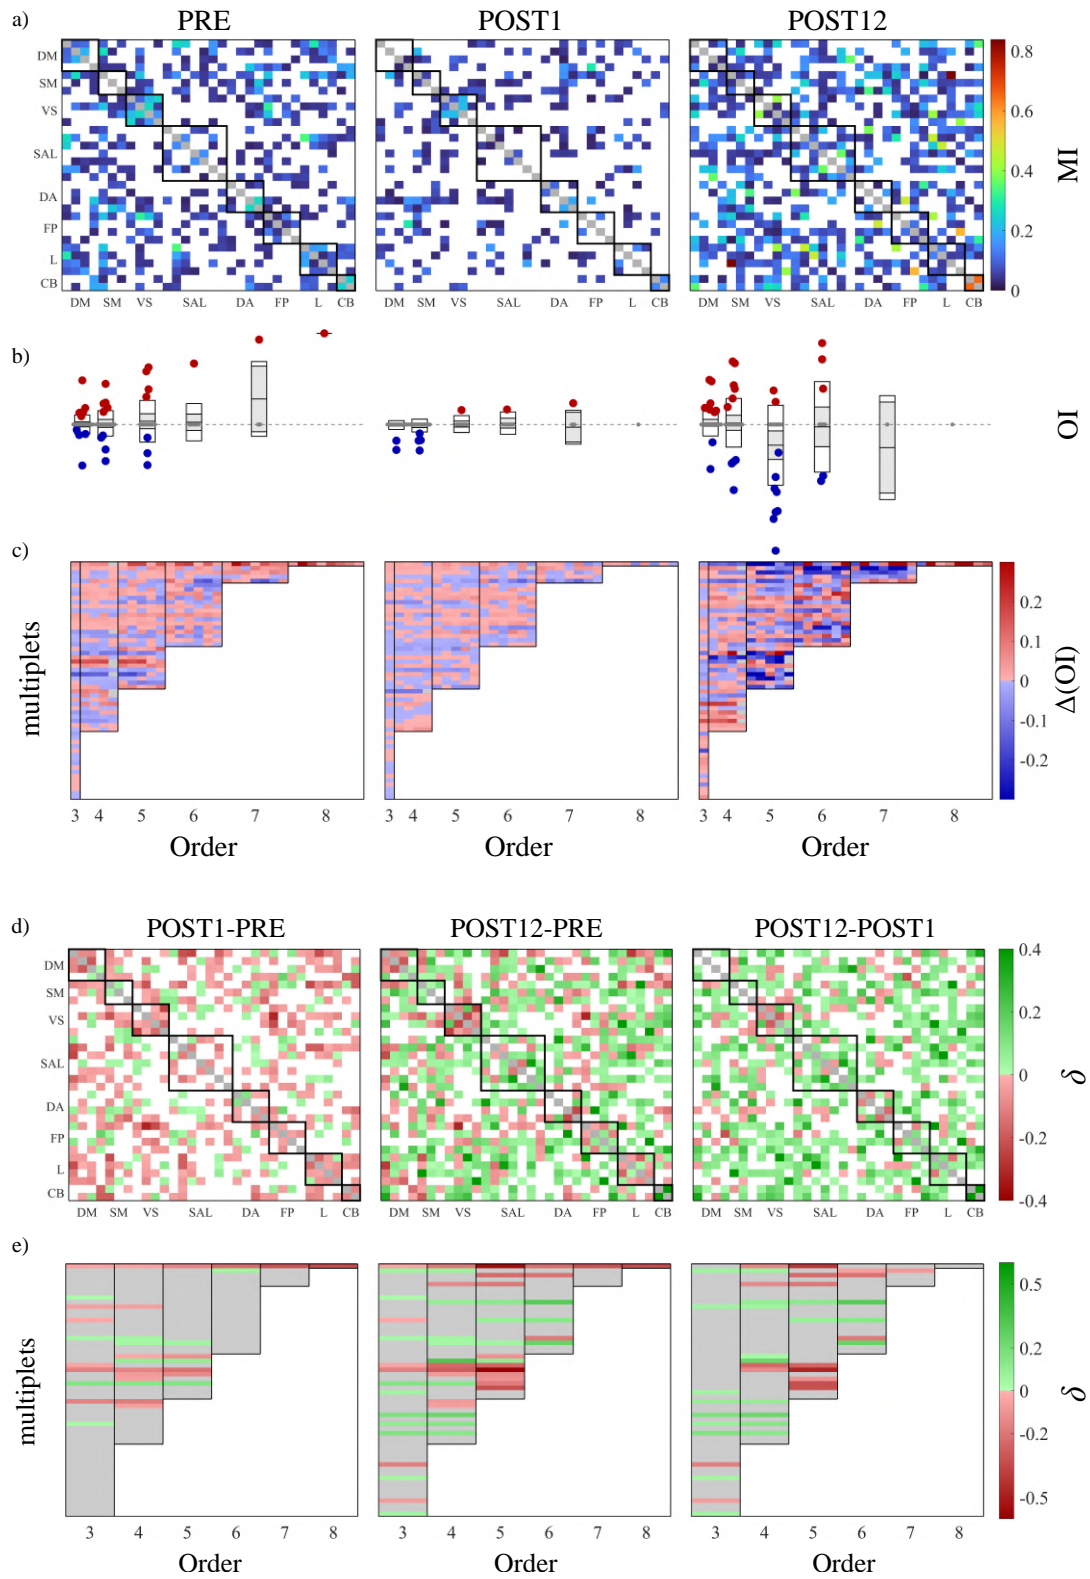 a)
PRE POST1 POST12
DM
SM
VS
SAL
DA
FP
L
CB
DM SM VS SAL DA FP L CB
DM SM VS SAL DA FP L CB
DM SM VS SAL DA FP L CB
0.8
0.6
0.4
0.2
0
MI
b)
OI
c)
multiplets
3 4 5 6 7 8
3 4 5 6 7 8
3 4 5 6 7 8
Order Order Order
0.2
0.1
0
-0.1
-0.2
Δ(OI)
d)
POST1-PRE POST12-PRE POST12-POST1
DM
SM
VS
SAL
DA
FP
L
CB
DM SM VS SAL DA FP L CB
DM SM VS SAL DA FP L CB
DM SM VS SAL DA FP L CB
0.4
0.2
0
-0.2
-0.4
δ
e)
multiplets
3 4 5 6 7 8
3 4 5 6 7 8
3 4 5 6 7 8
Order Order Order
0.5
0.2
0
-0.2
-0.5
δ